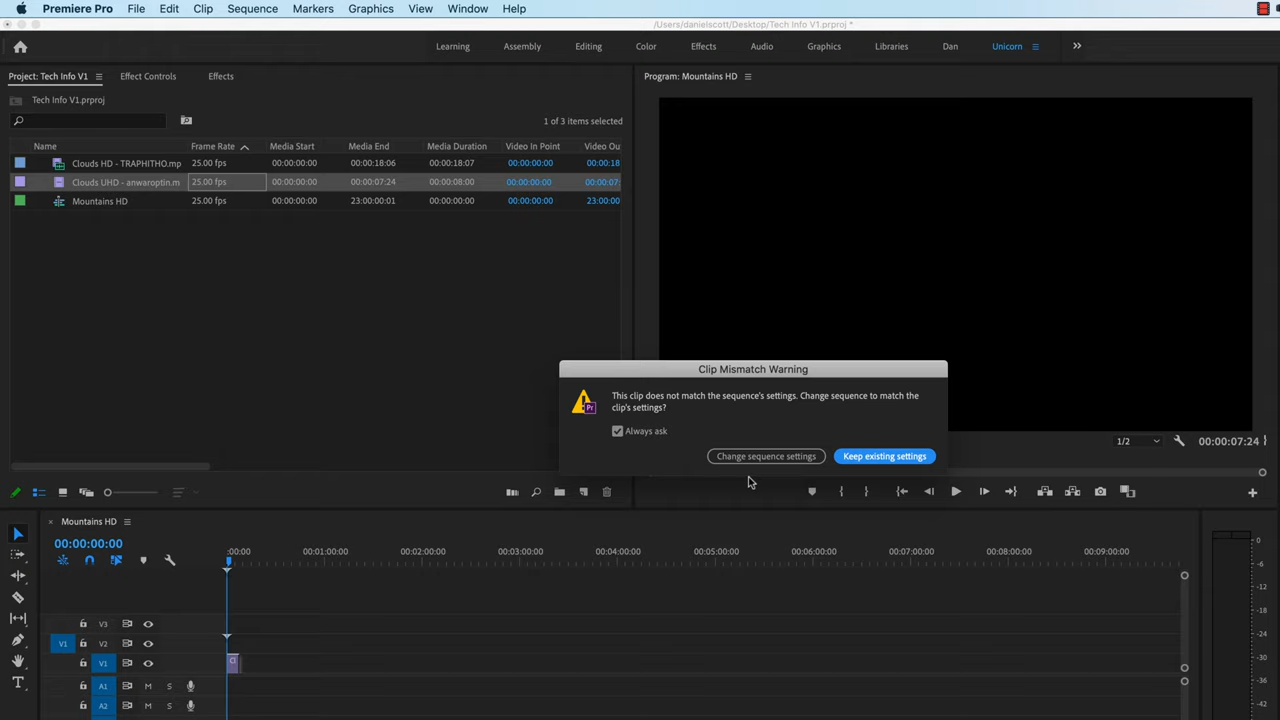 Premiere Pro File Edit Clip Sequence Markers Graphics View Window Help
/Users/danielscott/Desktop/Tech Info V1.prproj *
Learning Assembly Editing Color Effects Audio Graphics Libraries Dan Unicorn
Project: Tech Info V1 Effect Controls Effects
Program: Mountains HD
Tech Info V1.prproj
1 of 3 items selected
Name Frame Rate Media Start Media End Media Duration Video In Point Video Ou
Clouds HD - TRAPHITHO.mp 25.00 fps 00:00:00:00 00:00:18:06 00:00:18:07 00:00:00:00 00:00:18
Clouds UHD - anwaroptin.m 25.00 fps 00:00:00:00 00:00:07:24 00:00:08:00 00:00:00:00 00:00:07:
Mountains HD 25.00 fps 00:00:00:00 23:00:00:01 00:00:00:00 00:00:00:00 23:00:00
Clip Mismatch Warning
This clip does not match the sequence's settings. Change sequence to match the
clip's settings?
Pr
Always ask
Change sequence settings Keep existing settings
1/2 00:00:07:24
Mountains HD
00:00:00:00
:00:00 00:01:00:00 00:02:00:00 00:03:00:00 00:04:00:00 00:05:00:00 00:06:00:00 00:07:00:00 00:08:00:00 00:09:00:00
V3
V1 V2
V1 Cl
A1 M S
A2 M S
0
-6
-12
-18
-24
-30
-36
-42
T